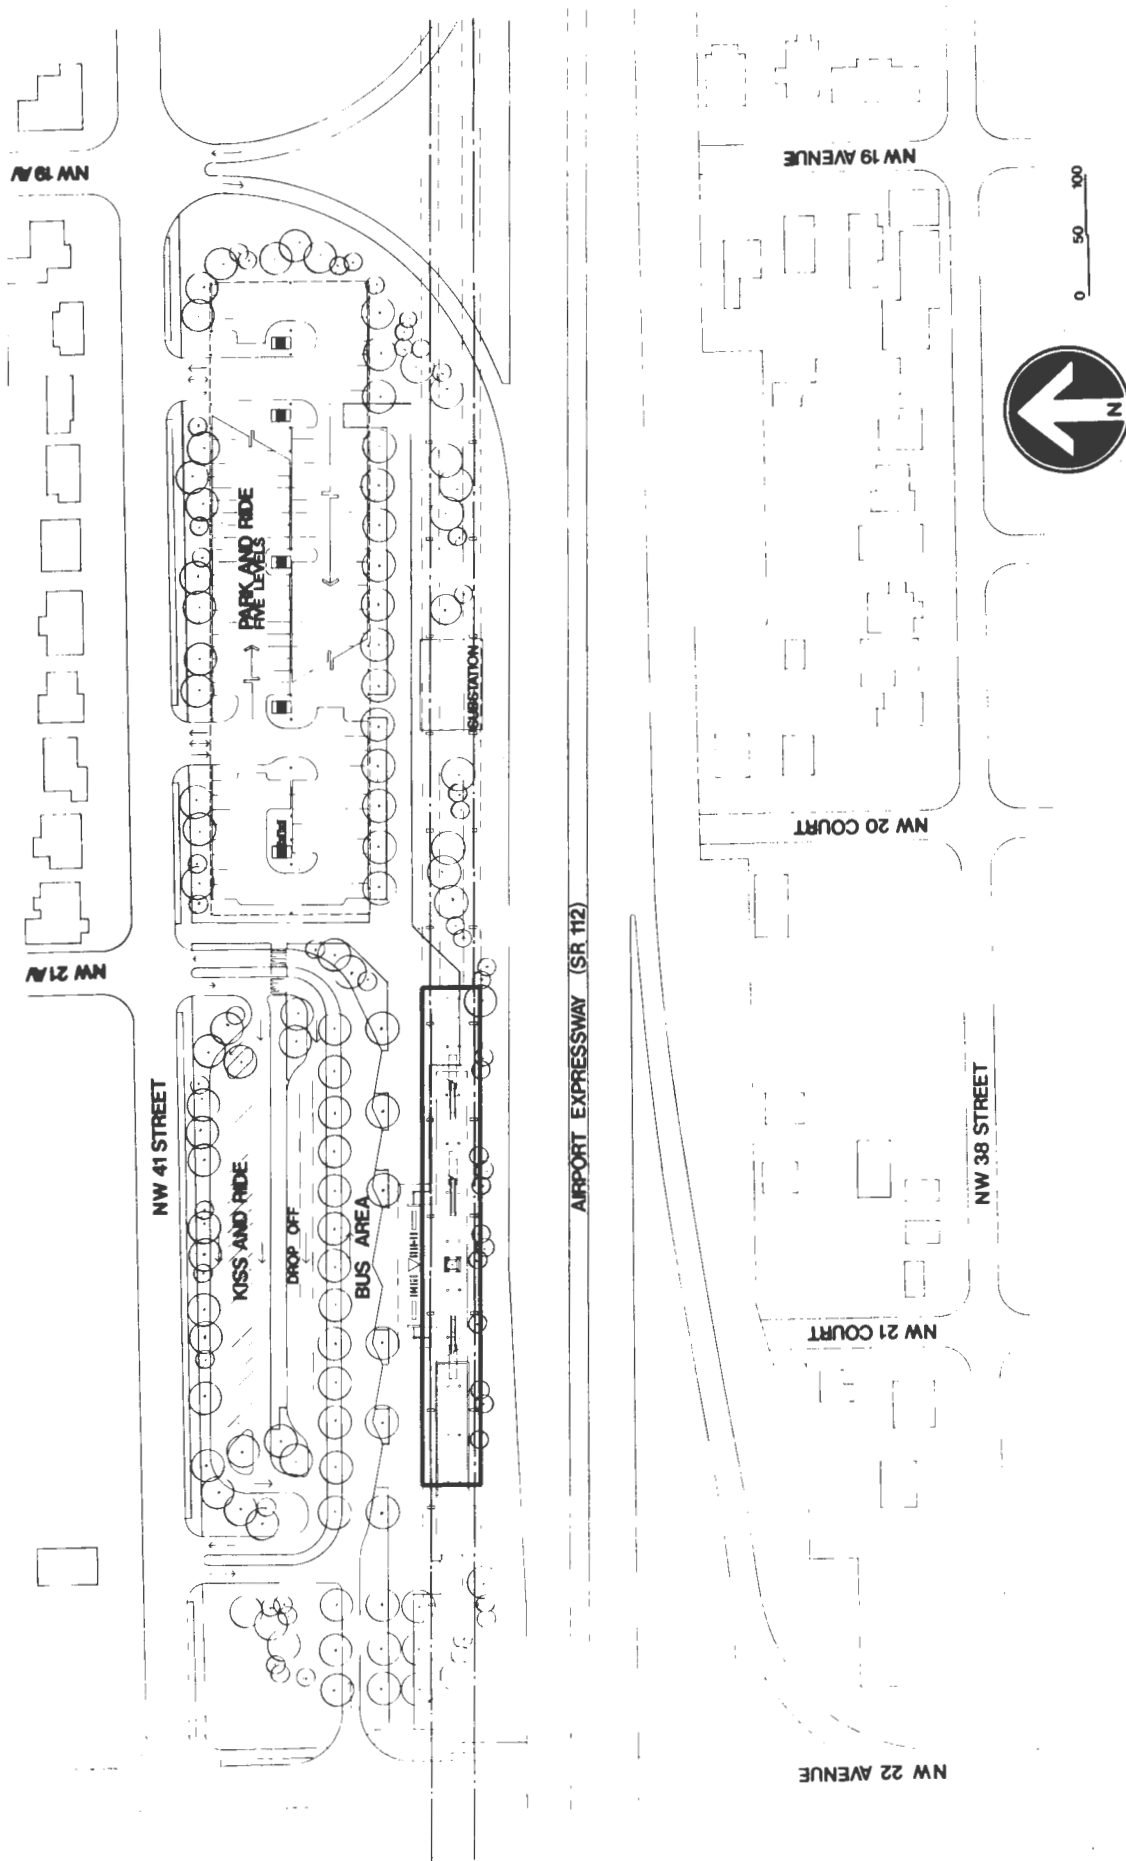 NW 19 AV
NW 19 AVENUE
0 50 100
N
PARK AND RIDE
FIVE LEVELS
SUBSTATION
NW 20 COURT
NW 21 AV
AIRPORT EXPRESSWAY (SR 112)
NW 41 STREET
KISS AND RIDE
DROP OFF
BUS AREA
NW 38 STREET
NW 21 COURT
NW 22 AVENUE